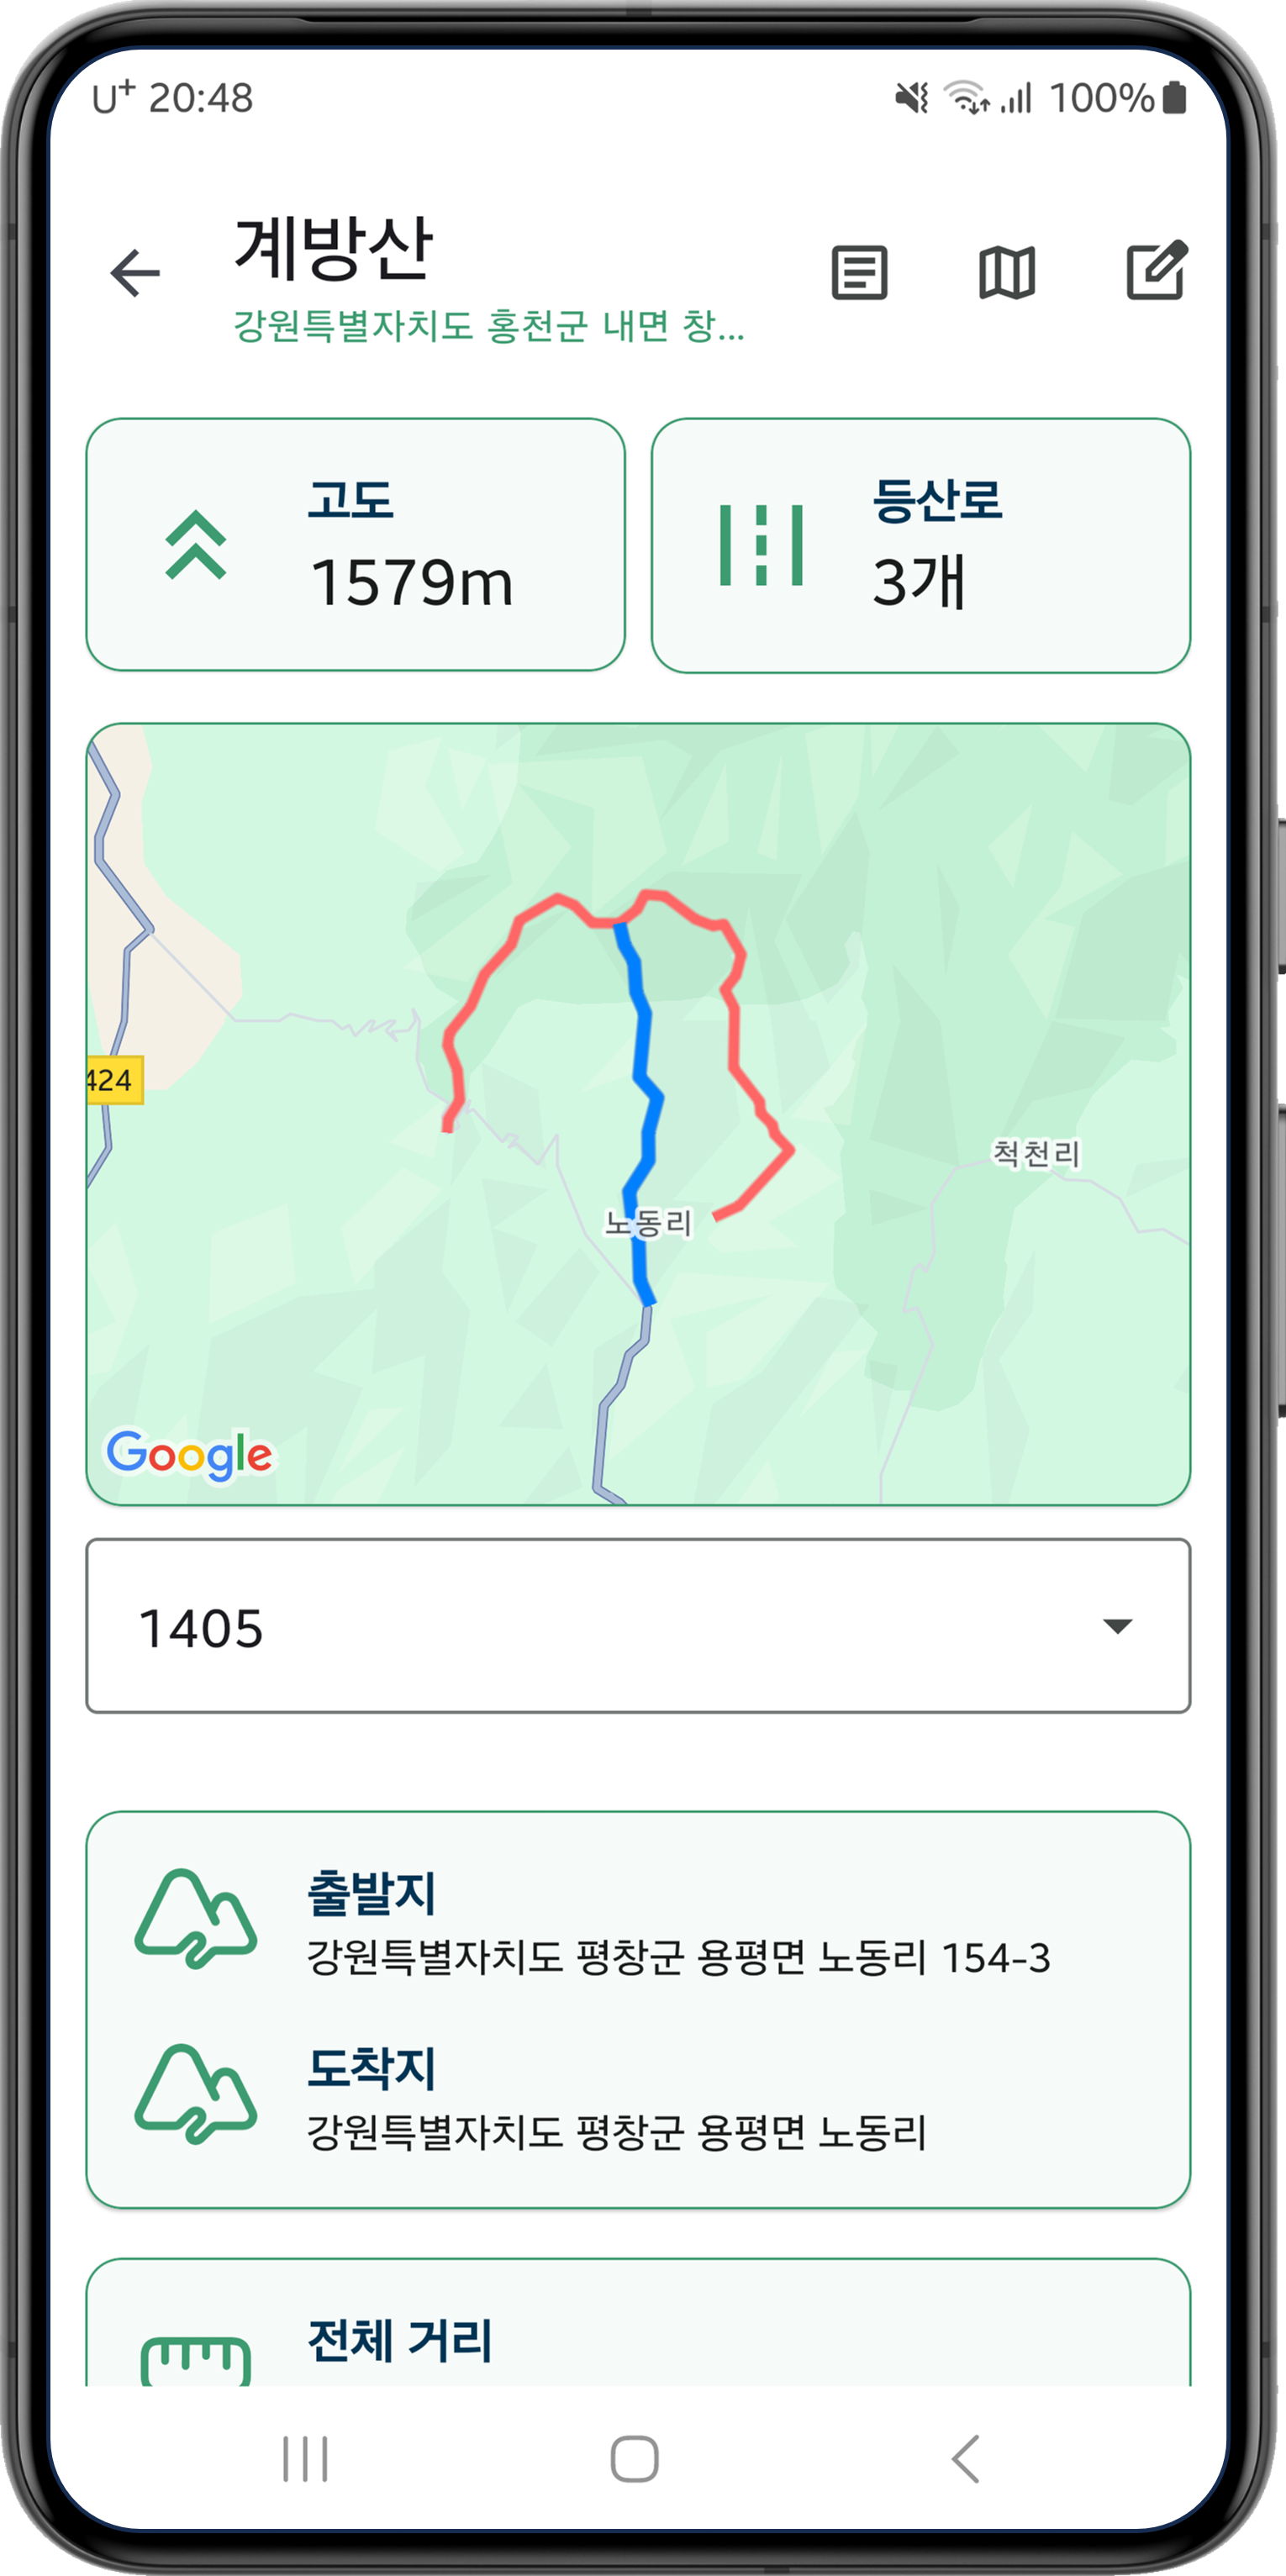 U+ 20:48 100%
계방산
강원특별자치도 홍천군 내면 창...
고도
1579m
등산로
3개
424
척천리
노동리
Google
1405
출발지
강원특별자치도 평창군 용평면 노동리 154-3
도착지
강원특별자치도 평창군 용평면 노동리
전체 거리